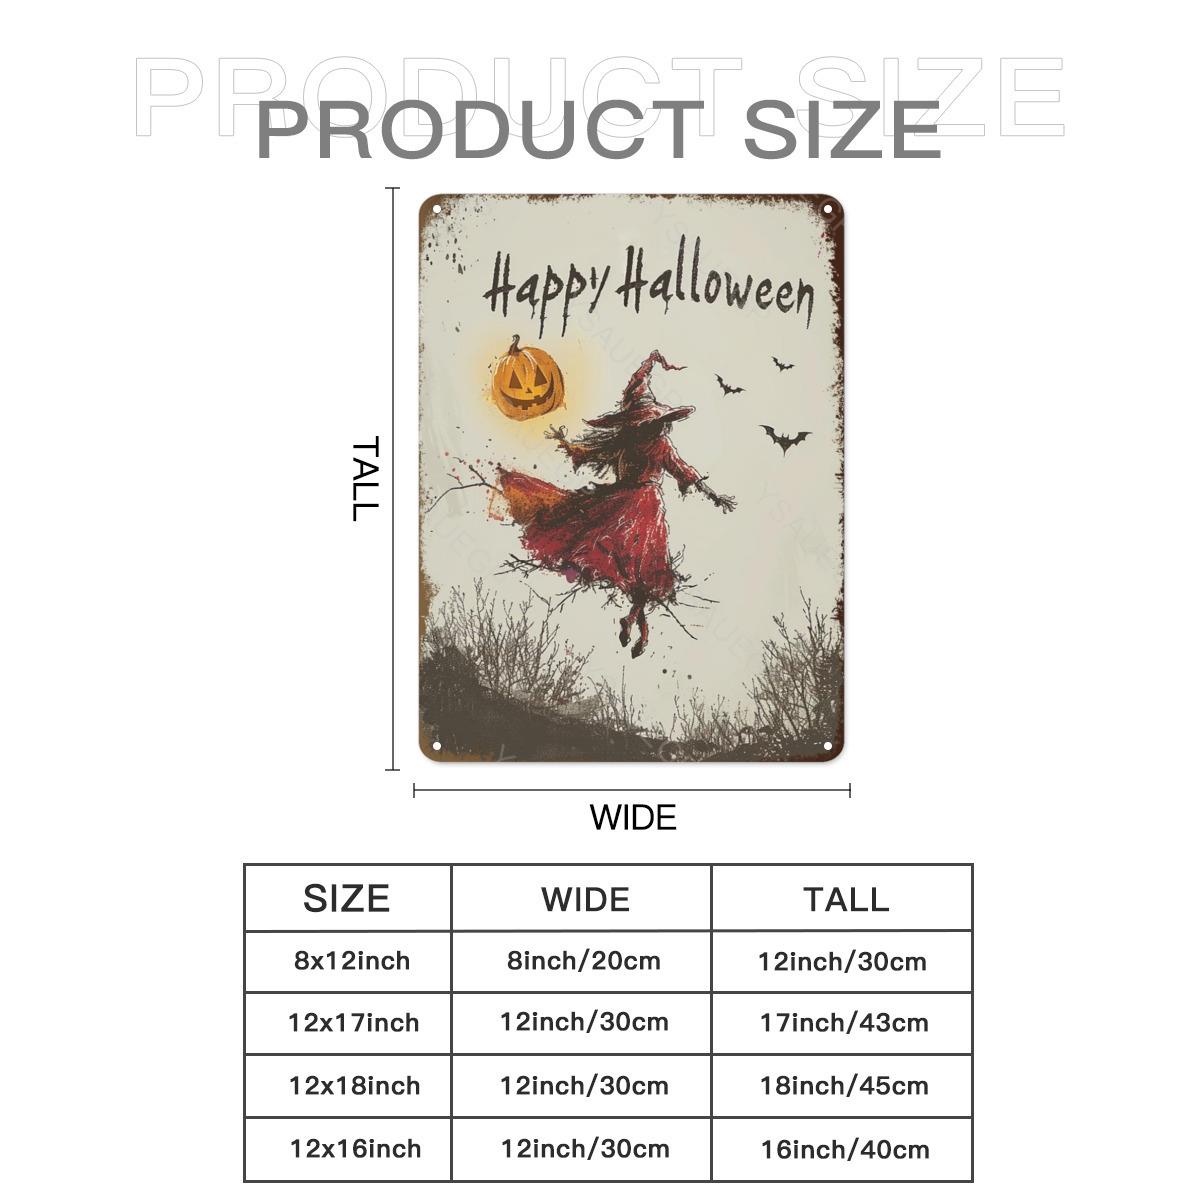 PRODUCT SIZE
PRODUCT SIZE
Happy Halloween
TALL
WIDE
SIZE WIDE TALL
8x12inch 8inch/20cm 12inch/30cm
12x17inch 12inch/30cm 17inch/43cm
12x18inch 12inch/30cm 18inch/45cm
12x16inch 12inch/30cm 16inch/40cm